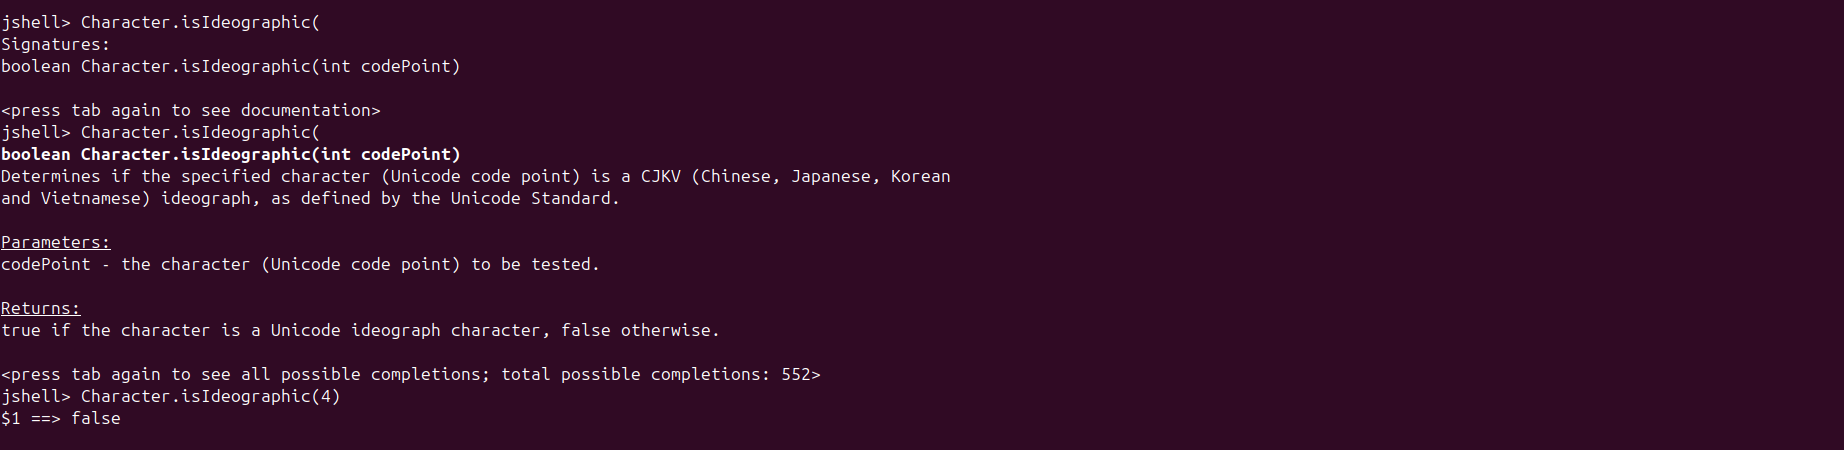 jshell> Character.isIdeographic(
Signatures:
boolean Character.isIdeographic(int codePoint)
<press tab again to see documentation>
jshell> Character.isIdeographic(
boolean Character.isIdeographic(int codePoint)
Determines if the specified character (Unicode code point) is a CJKV (Chinese, Japanese, Korean
and Vietnamese) ideograph, as defined by the Unicode Standard.
Parameters:
codePoint - the character (Unicode code point) to be tested.
Returns:
true if the character is a Unicode ideograph character, false otherwise.
<press tab again to see all possible completions; total possible completions: 552>
jshell> Character.isIdeographic(4)
$1 ==> false